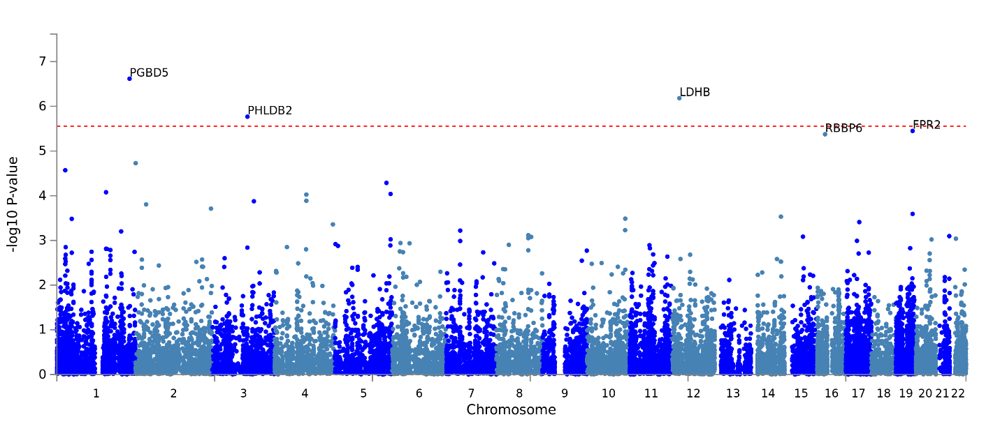 -log10 P-value
7
6
5
4
3
2
1
0
PGBD5
LDHB
PHLDB2
RBBP6
FPR2
1 2 3 4 5 6 7 8 9 10 11 12 13 14 15 16 17 18 19 20 21 22
Chromosome